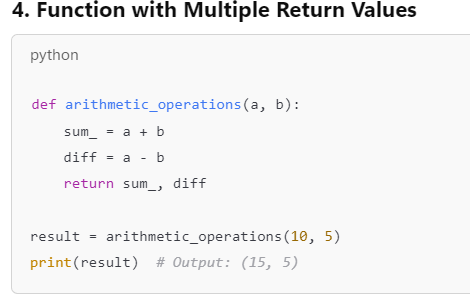 4. Function with Multiple Return Values
python
def arithmetic_operations(a, b):
    sum_ = a + b
    diff = a - b
    return sum_, diff
result = arithmetic_operations(10, 5)
print(result)  # Output: (15, 5)